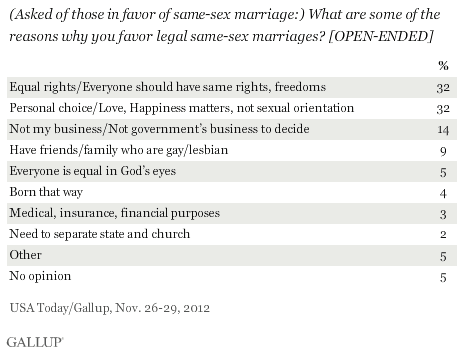 (Asked of those in favor of same-sex marriage:) What are some of the
reasons why you favor legal same-sex marriages? [OPEN-ENDED]
%
Equal rights/Everyone should have same rights, freedoms 32
Personal choice/Love, Happiness matters, not sexual orientation 32
Not my business/Not government's business to decide 14
Have friends/family who are gay/lesbian 9
Everyone is equal in God's eyes 5
Born that way 4
Medical, insurance, financial purposes 3
Need to separate state and church 2
Other 5
No opinion 5
USA Today/Gallup, Nov. 26-29, 2012
GALLUP®